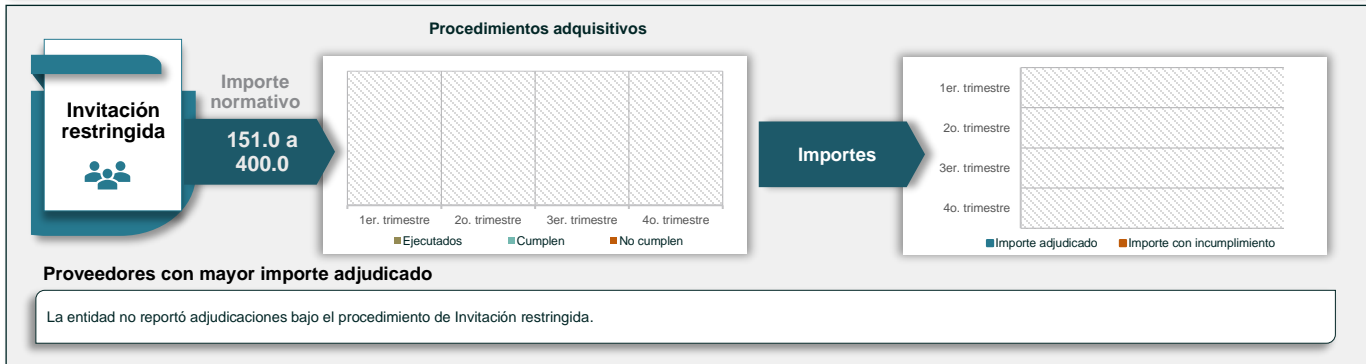 Procedimientos adquisitivos
Invitación
restringida
Importe
normativo
151.0 a
400.0
1er. trimestre
2o. trimestre
3er. trimestre
4o. trimestre
Ejecutados
Cumplen
No cumplen
Importes
1er. trimestre
2o. trimestre
3er. trimestre
4o. trimestre
Importe adjudicado
Importe con incumplimiento
Proveedores con mayor importe adjudicado
La entidad no reportó adjudicaciones bajo el procedimiento de Invitación restringida.